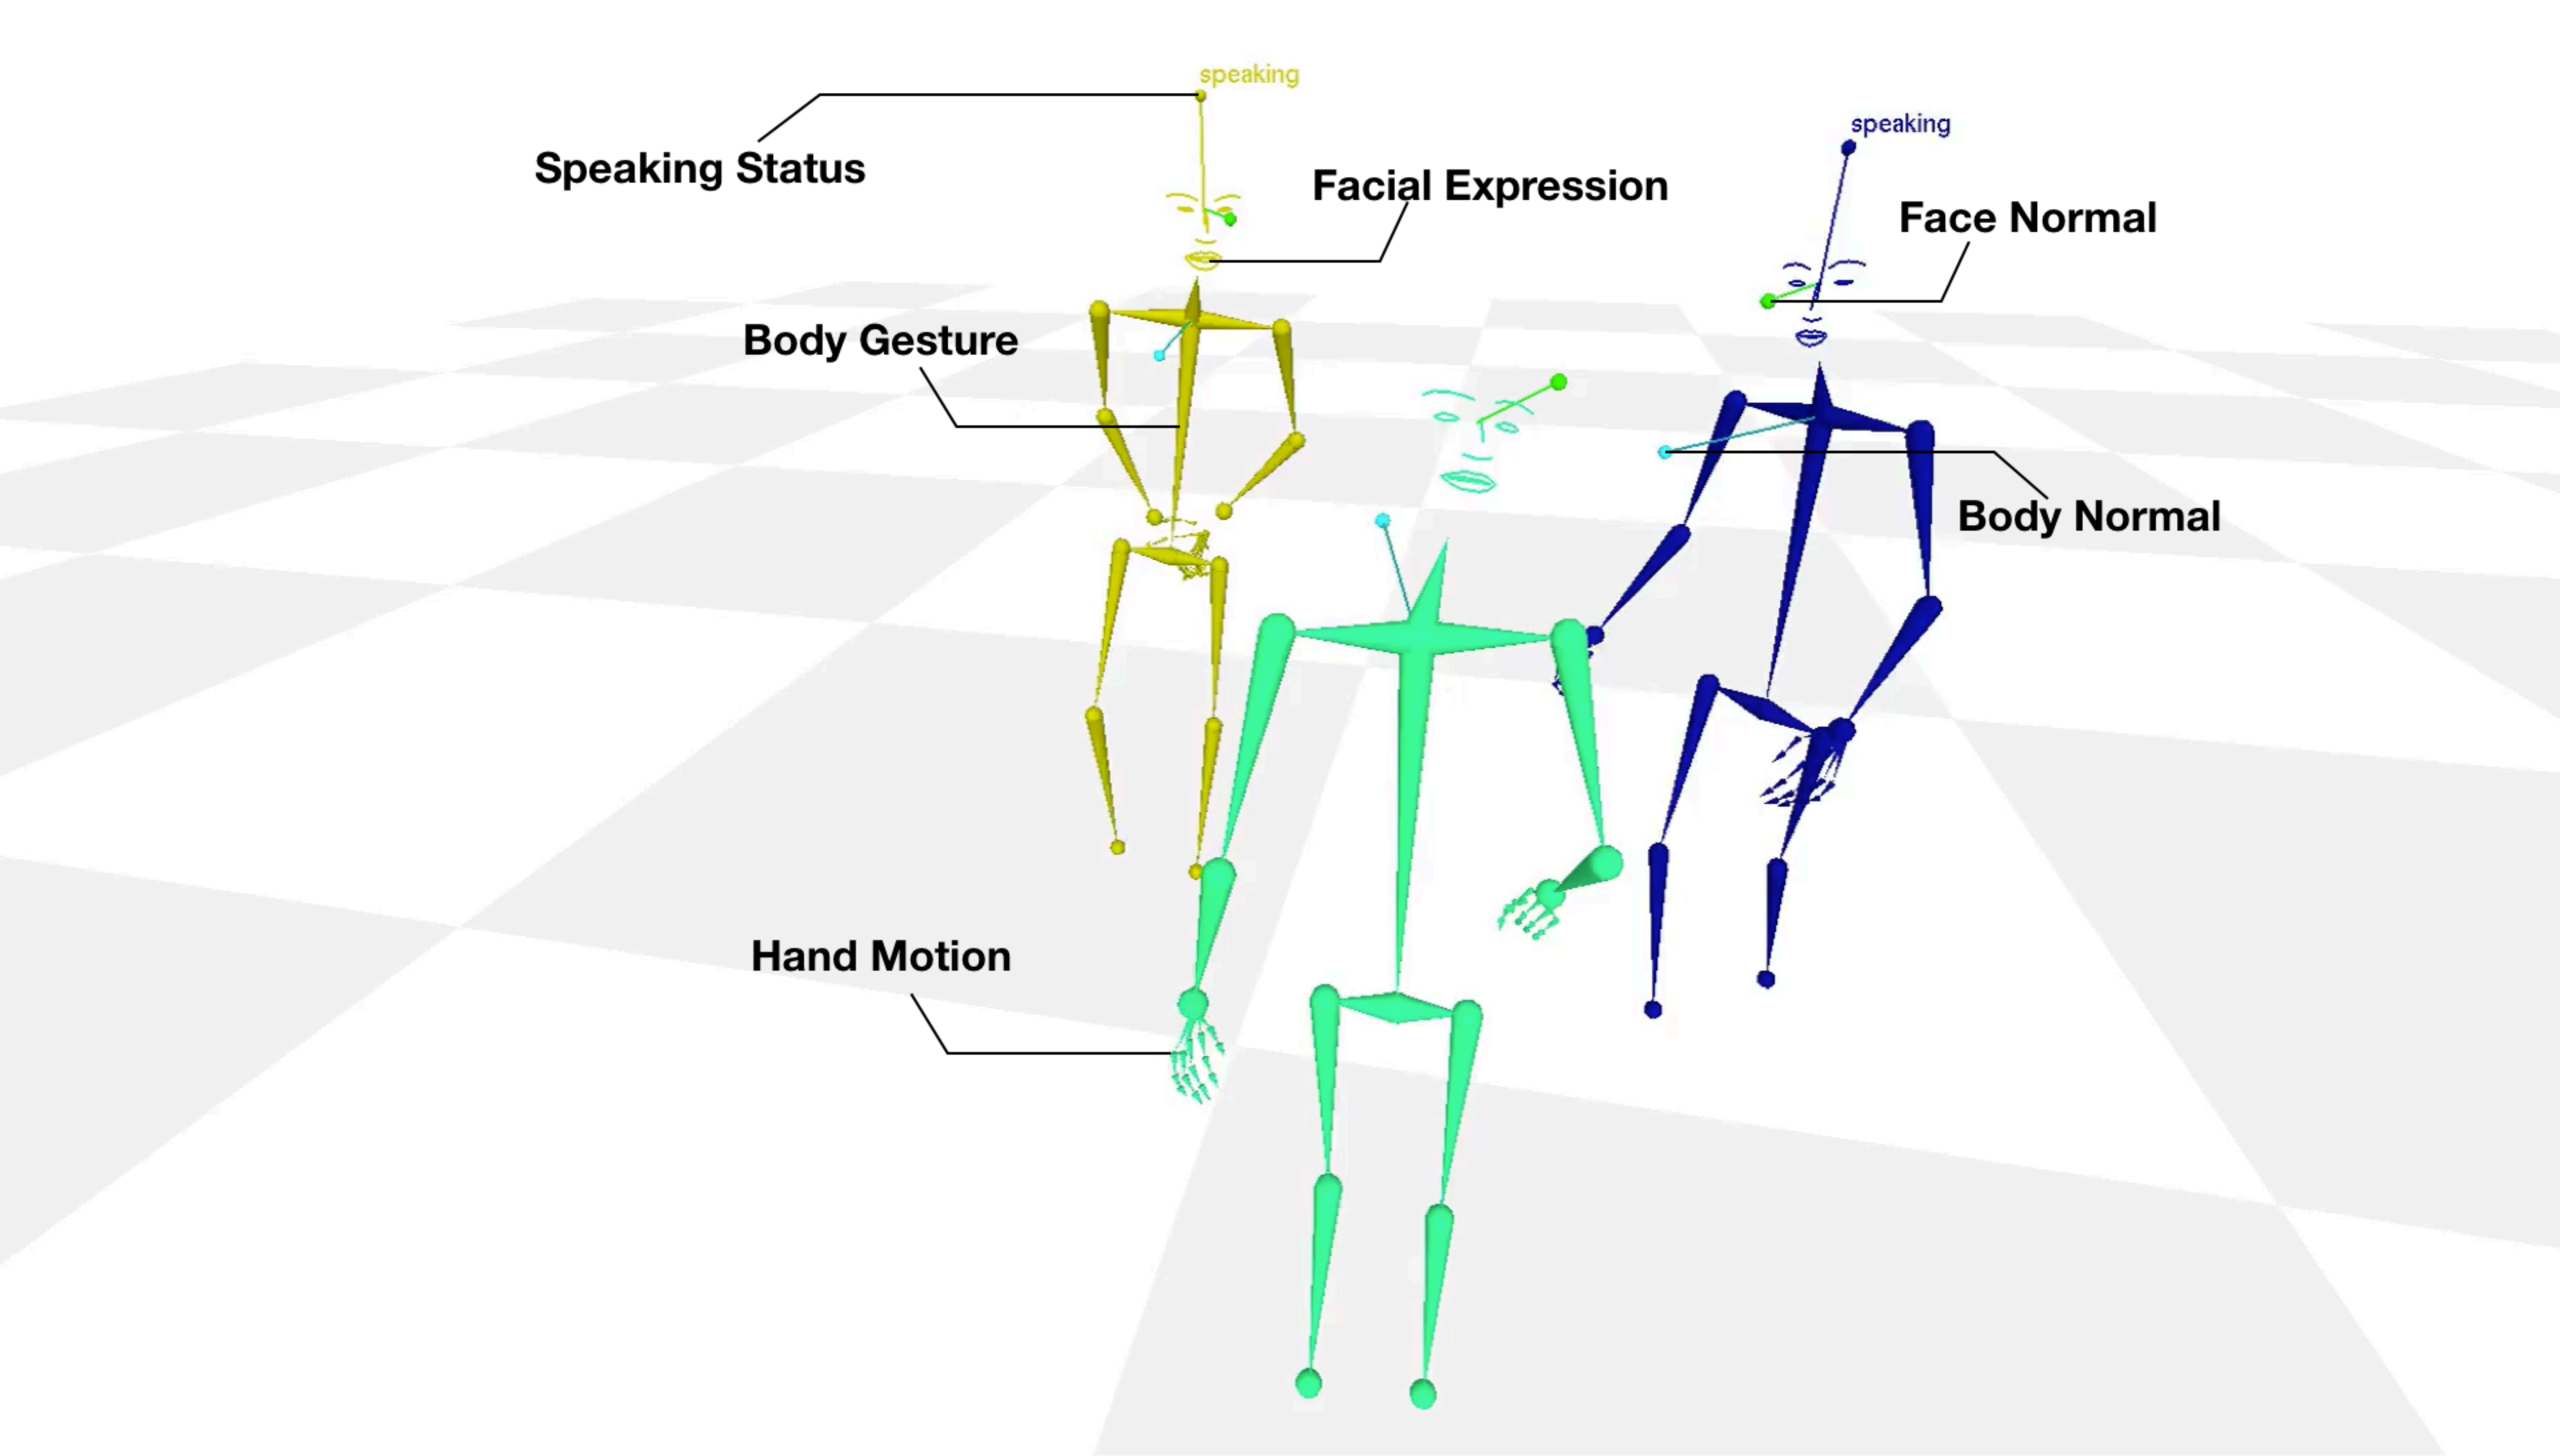 speaking
speaking
Speaking Status
Facial Expression
Face Normal
Body Gesture
Body Normal
Hand Motion